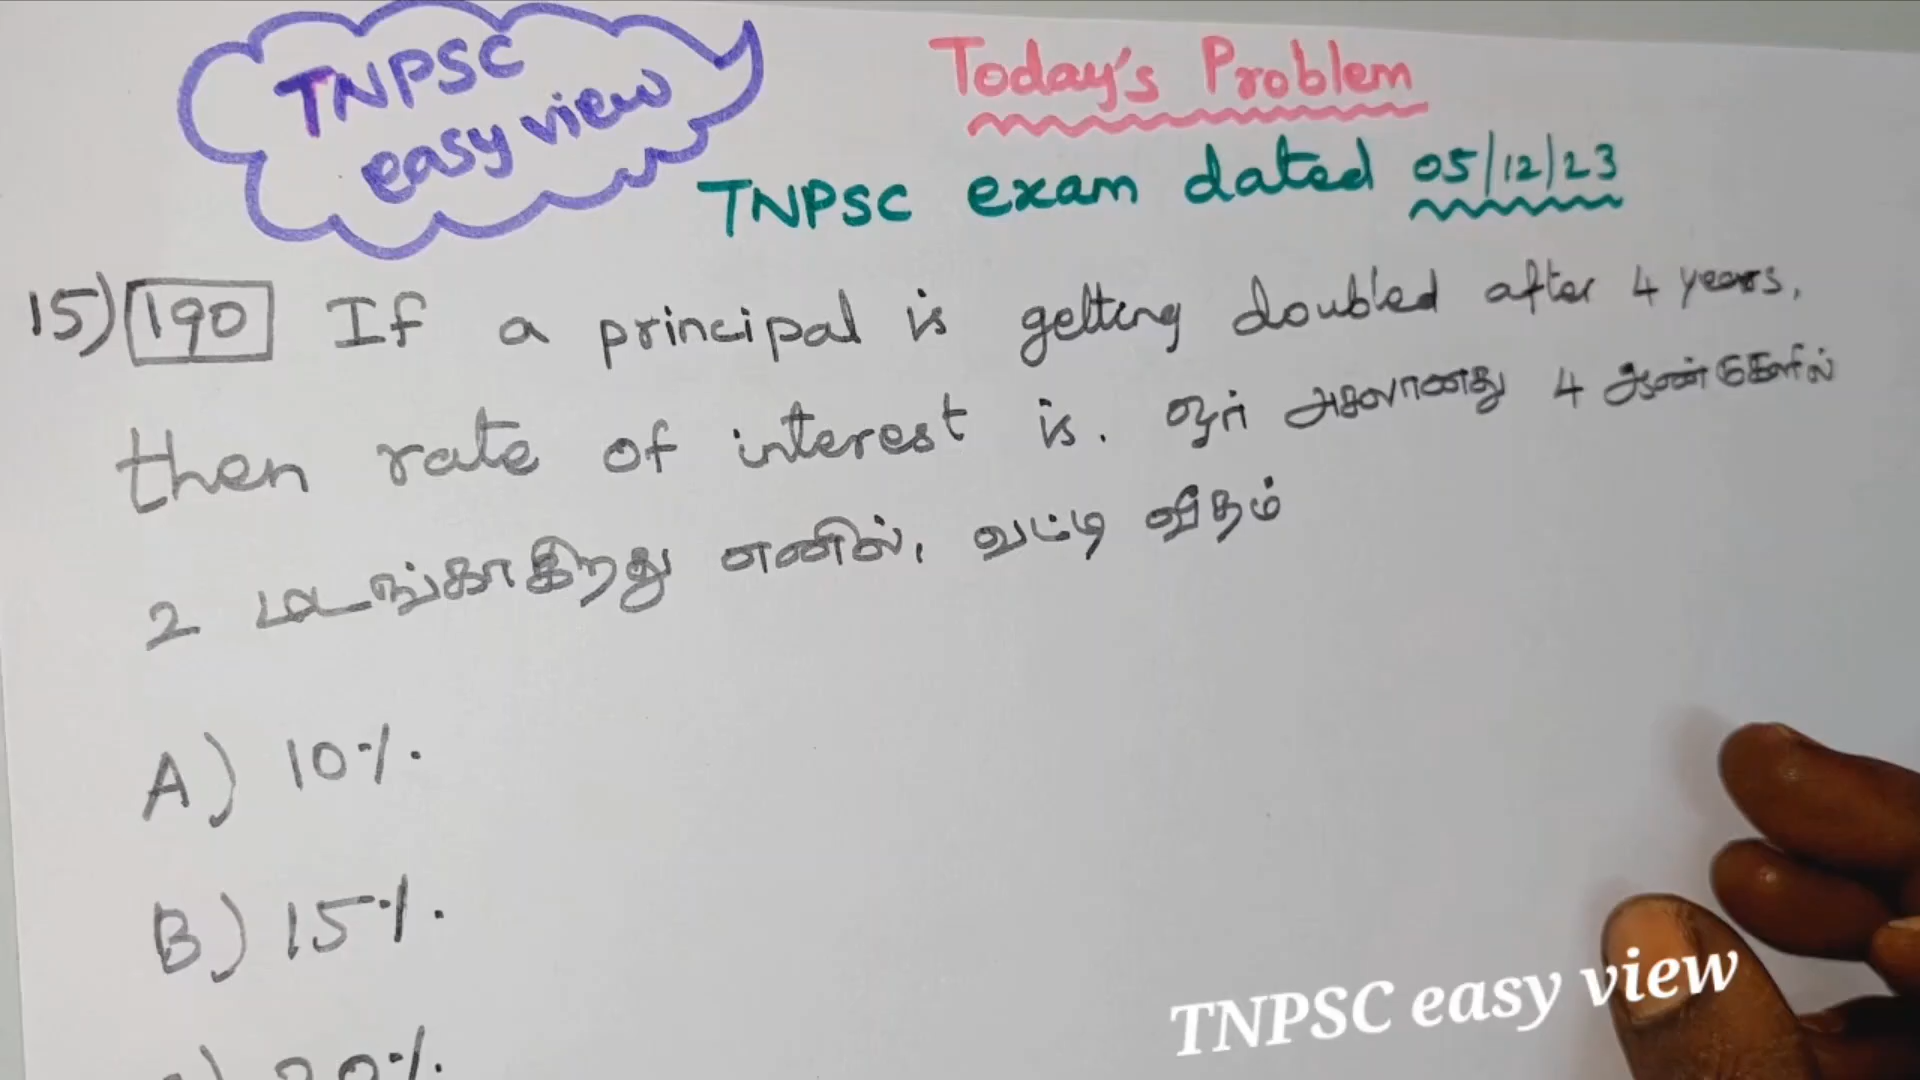 TNPSC
easy view
Today's Problem
TNPSC exam dated 05/12/23
15) 190 If a principal is getting doubled after 4 years,
then rate of interest is. ஓர் அசலானது 4 ஆண்டுகளில்
2 மடங்காகிறது எனில், வட்டி வீதம்
A) 10%.
B) 15%.
20%.
TNPSC easy view